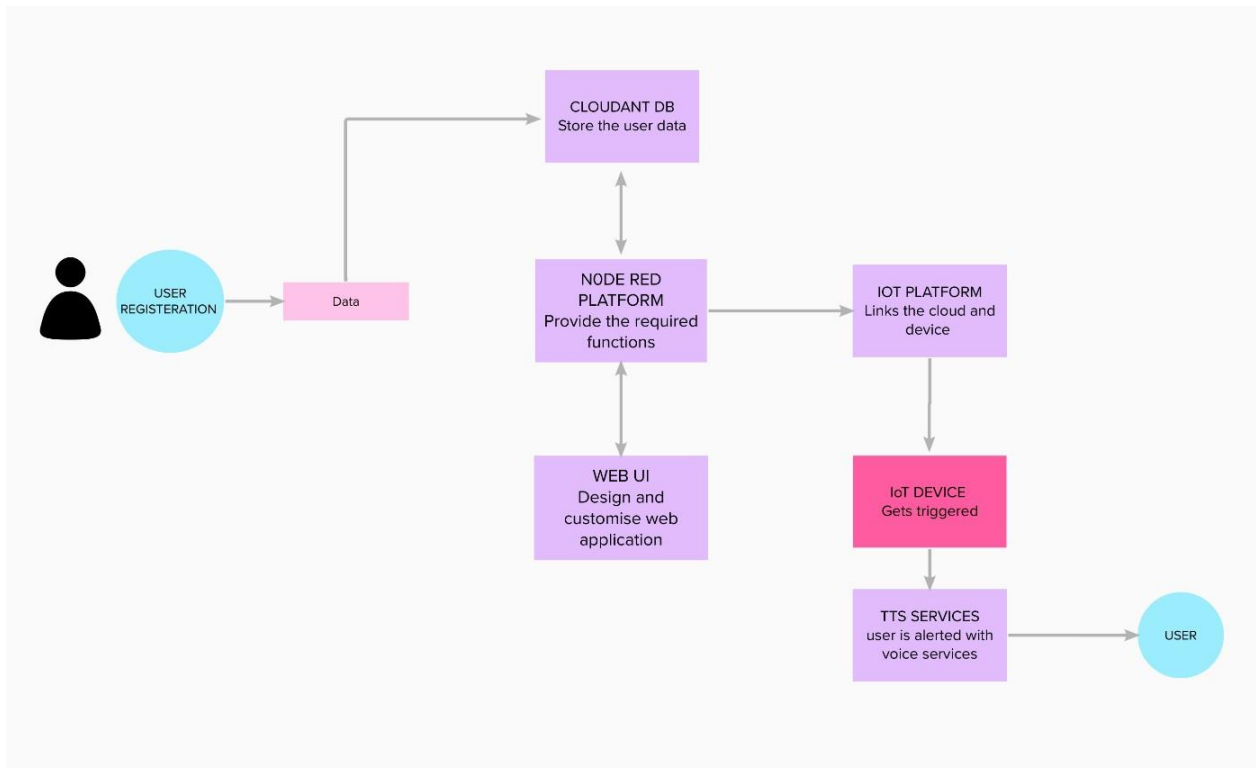 CLOUDANT DB
Store the user data
USER
REGISTERATION
Data
N0DE RED
PLATFORM
Provide the required
functions
IOT PLATFORM
Links the cloud and
device
WEB UI
Design and
customise web
application
IoT DEVICE
Gets triggered
TTS SERVICES
user is alerted with
voice services
USER